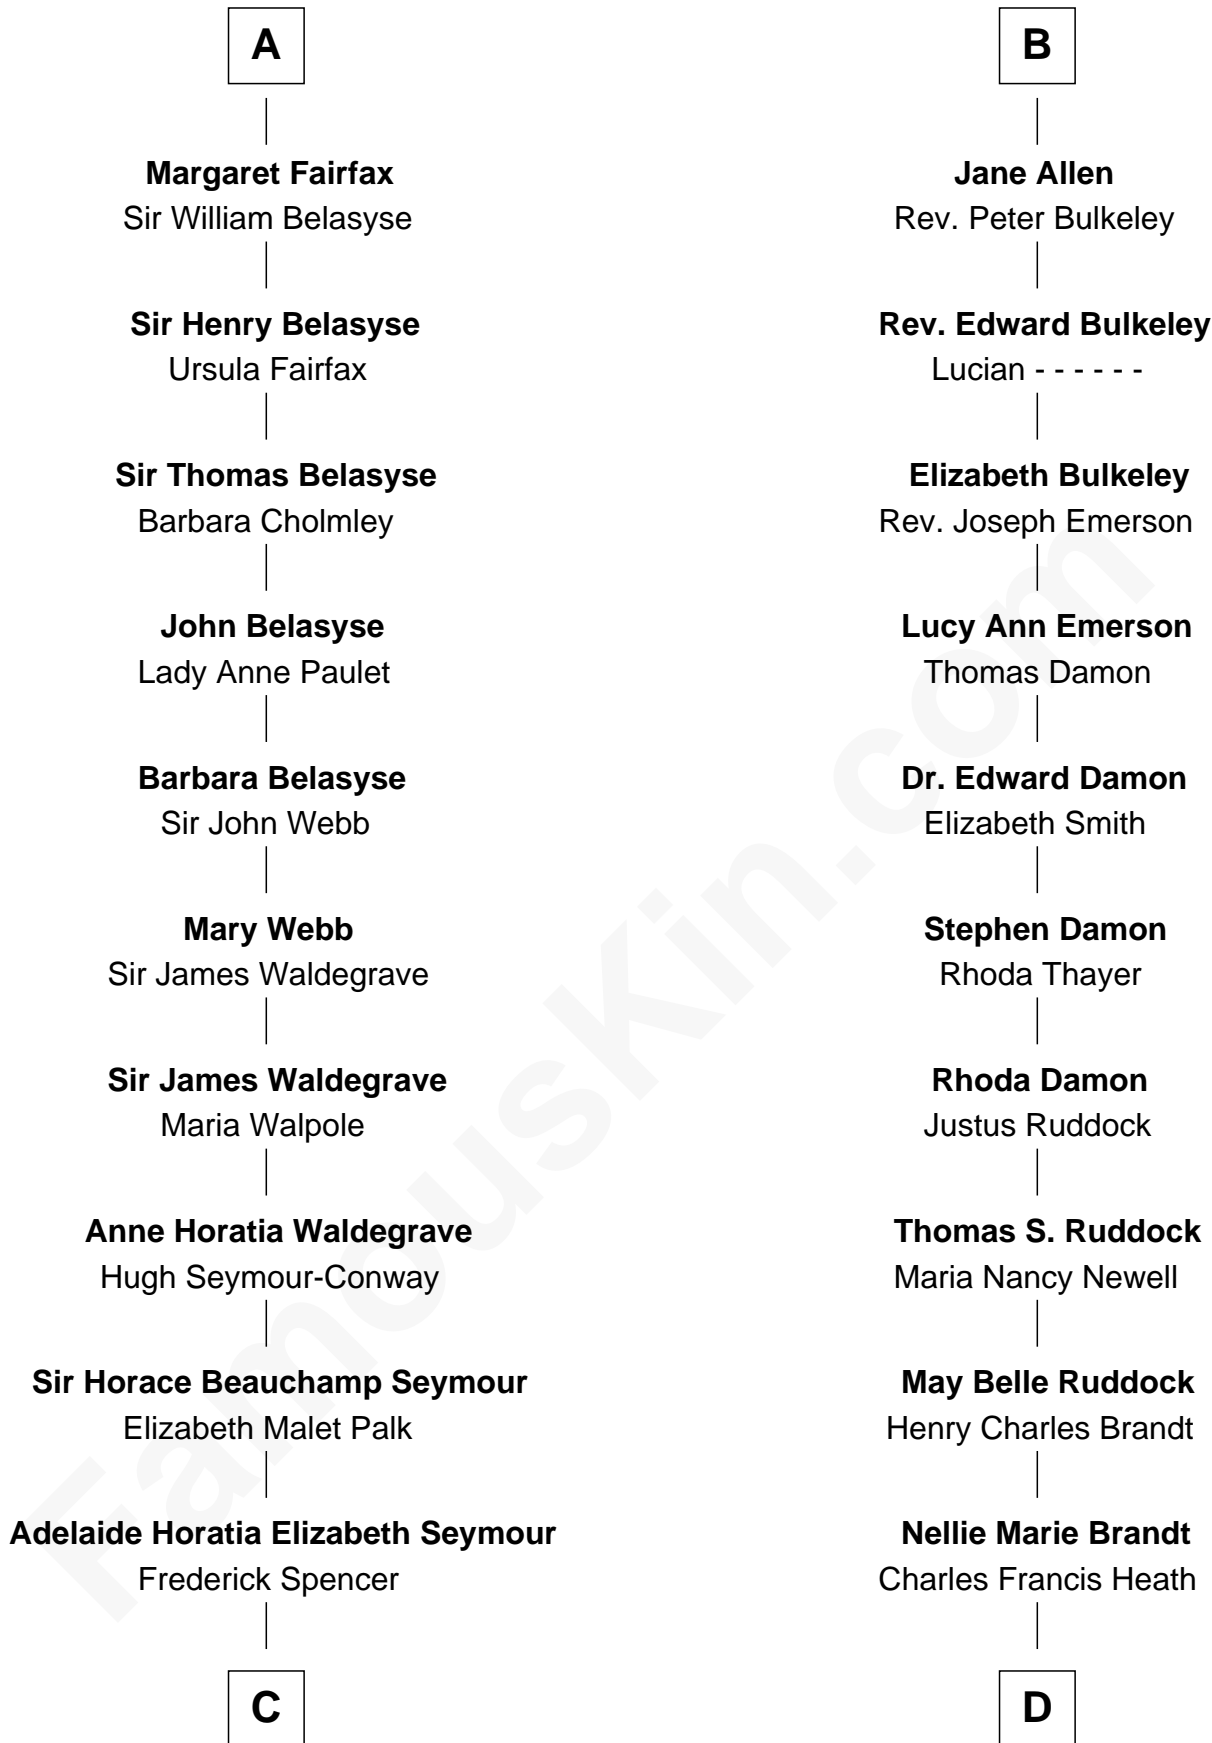 A
Margaret Fairfax
Sir William Belasyse
Sir Henry Belasyse
Ursula Fairfax
Sir Thomas Belasyse
Barbara Cholmley
John Belasyse
Lady Anne Paulet
Barbara Belasyse
Sir John Webb
Mary Webb
Sir James Waldegrave
Sir James Waldegrave
Maria Walpole
Anne Horatia Waldegrave
Hugh Seymour-Conway
Sir Horace Beauchamp Seymour
Elizabeth Malet Palk
Adelaide Horatia Elizabeth Seymour
Frederick Spencer
C
B
Jane Allen
Rev. Peter Bulkeley
Rev. Edward Bulkeley
Lucian - - - - - -
Elizabeth Bulkeley
Rev. Joseph Emerson
Lucy Ann Emerson
Thomas Damon
Dr. Edward Damon
Elizabeth Smith
Stephen Damon
Rhoda Thayer
Rhoda Damon
Justus Ruddock
Thomas S. Ruddock
Maria Nancy Newell
May Belle Ruddock
Henry Charles Brandt
Nellie Marie Brandt
Charles Francis Heath
D
FamousKin.com